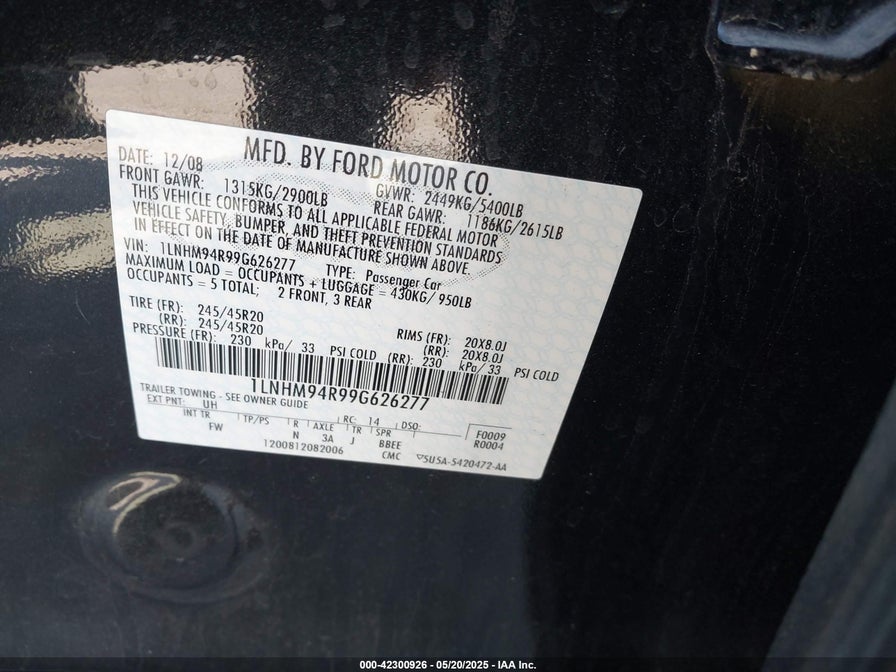 MFD. BY FORD MOTOR CO.
DATE: 12/08 GVWR: 2449KG/5400LB
FRONT GAWR: 1315KG/2900LB REAR GAWR: 1186KG/2615LB
THIS VEHICLE CONFORMS TO ALL APPLICABLE FEDERAL MOTOR
VEHICLE SAFETY, BUMPER, AND THEFT PREVENTION STANDARDS
IN EFFECT ON THE DATE OF MANUFACTURE SHOWN ABOVE.
VIN: 1LNHM94R99G626277 TYPE: Passenger Car
MAXIMUM LOAD = OCCUPANTS + LUGGAGE = 430KG/ 950LB
OCCUPANTS = 5 TOTAL; 2 FRONT, 3 REAR
TIRE (FR): 245/45R20 RIMS (FR): 20X8.0J
(RR): 245/45R20 (RR): 20X8.0J
PRESSURE (FR): 230 kPa/ 33 PSI COLD (RR): 230 kPa/ 33 PSI COLD
1LNHM94R99G626277
TRAILER TOWING - SEE OWNER GUIDE
EXT PNT: UH RC: 14 DSO:
INT TR TP/PS R AXLE TR SPR F0009
FW N 3A J BBEE R0004
1200812082006 CMC ▽5U5A-5420472-AA
000-42300926 - 05/20/2025 - IAA Inc.